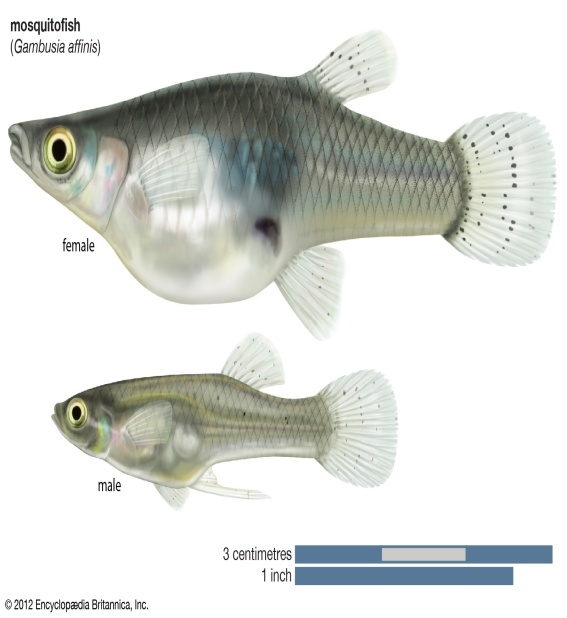 mosquitofish
(Gambusia affinis)
female
male
3 centimetres
1 inch
© 2012 Encyclopædia Britannica, Inc.